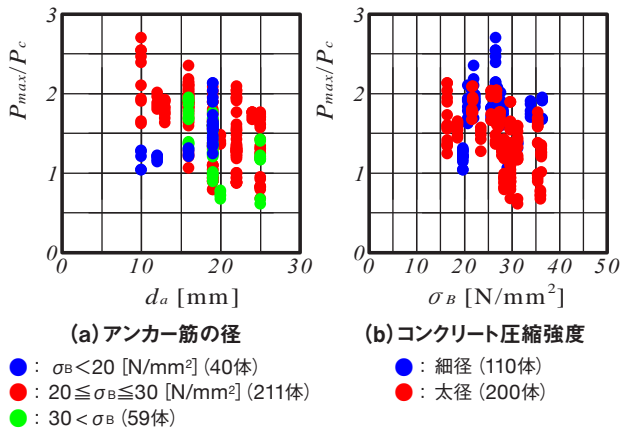 3
2
1
0
P_max/P_c
0
10
20
30
d_a [mm]
(a) アンカー筋の径
3
2
1
0
P_max/P_c
0
10
20
30
40
50
σ_B [N/mm²]
(b) コンクリート圧縮強度
: σB<20 [N/mm²] (40体)
: 20≦σB≦30 [N/mm²] (211体)
: 30<σB (59体)
: 細径 (110体)
: 太径 (200体)